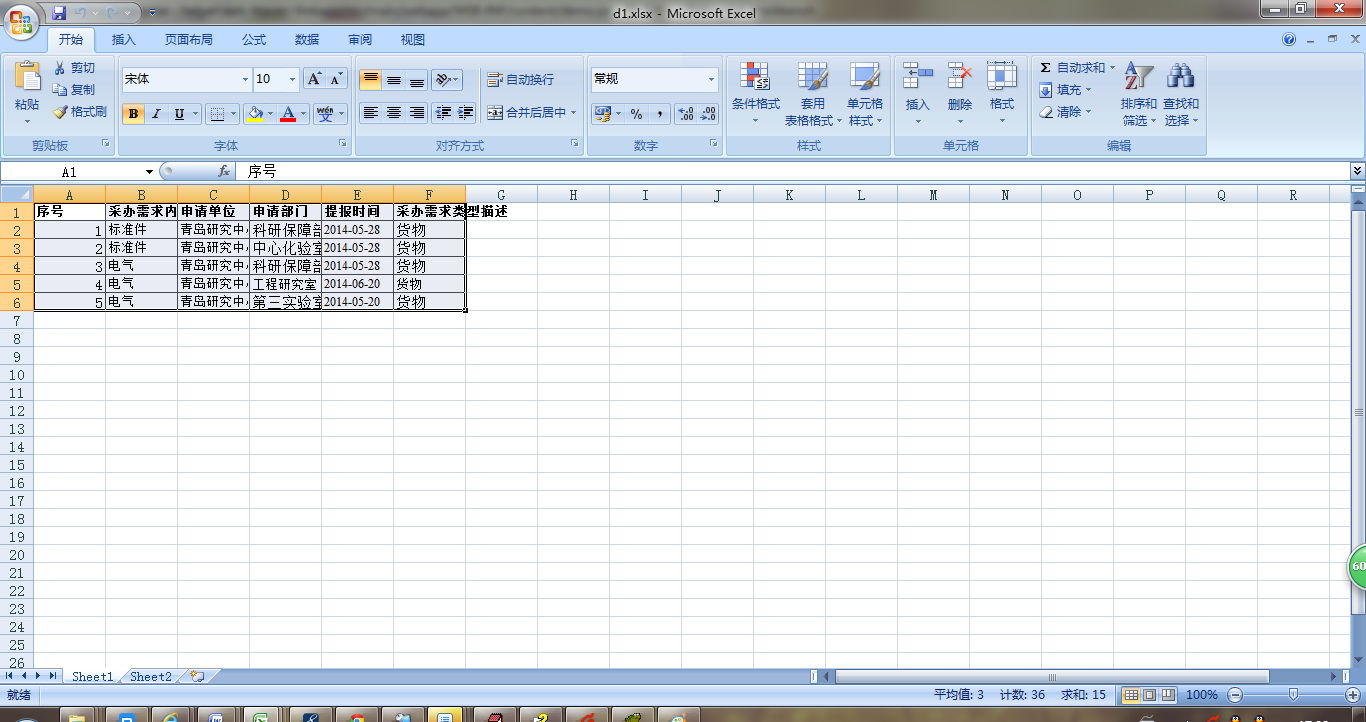 d1.xlsx - Microsoft Excel
开始 插入 页面布局 公式 数据 审阅 视图
粘贴 剪切 复制 格式刷 剪贴板
宋体 10 B I U 字体
自动换行 合并后居中 对齐方式
常规 % , 数字
条件格式 套用 表格格式 单元格 样式 样式
插入 删除 格式 单元格
Σ 自动求和 填充 清除 排序和 筛选 查找和 选择 编辑
A1 fx 序号
A B C D E F G H I J K L M N O P Q R
1 序号 采办需求内 申请单位 申请部门 提报时间 采办需求类型描述
2 1 标准件 青岛研究中 科研保障部 2014-05-28 货物
3 2 标准件 青岛研究中 中心化验室 2014-05-28 货物
4 3 电气 青岛研究中 科研保障部 2014-05-28 货物
5 4 电气 青岛研究中 工程研究室 2014-06-20 货物
6 5 电气 青岛研究中 第三实验室 2014-05-20 货物
7
8
9
10
11
12
13
14
15
16
17
18
19
20
21
22
23
24
25
26
60
Sheet1 Sheet2
就绪 平均值: 3 计数: 36 求和: 15 100%